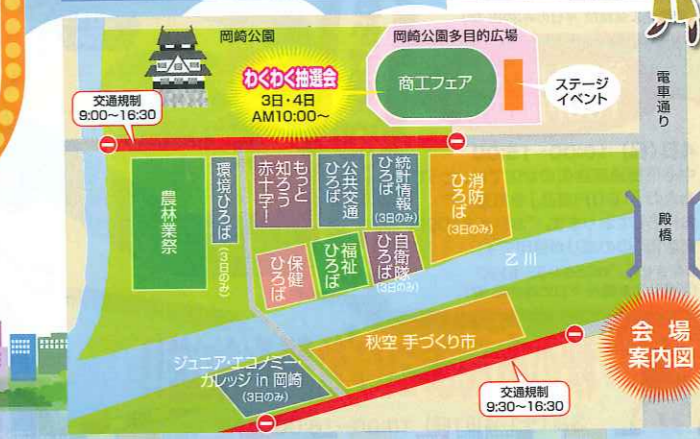 岡崎公園
岡崎公園多目的広場
わくわく抽選会
3日・4日
AM10:00～
商工フェア
ステージ
イベント
電車通り
交通規制
9:00～16:30
農林業祭
環境ひろば
(3日のみ)
もっと
知ろう
赤十字！
公共交通
ひろば
統計情報
ひろば
(3日のみ)
消防
ひろば
(3日のみ)
殿橋
保健
ひろば
福祉
ひろば
自衛隊
ひろば
(3日のみ)
乙川
秋空 手づくり市
ジュニア・エコノミー・
カレッジ in 岡崎
(3日のみ)
交通規制
9:30～16:30
会場
案内図